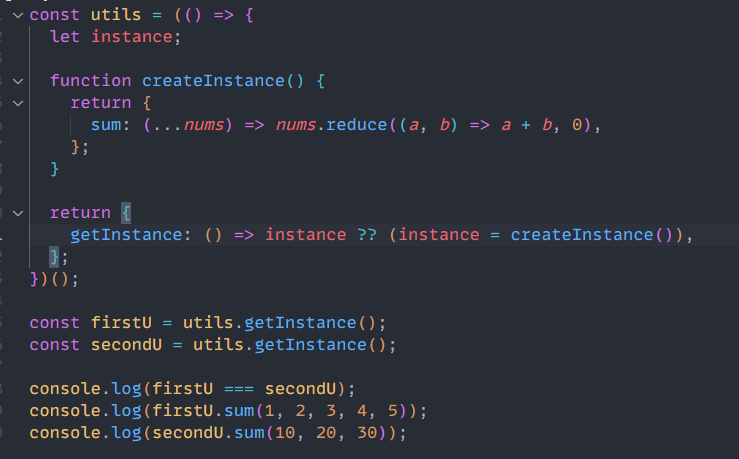 const utils = (() => {
  let instance;

  function createInstance() {
    return {
      sum: (...nums) => nums.reduce((a, b) => a + b, 0),
    };
  }

  return {
    getInstance: () => instance ?? (instance = createInstance()),
  };
})();

const firstU = utils.getInstance();
const secondU = utils.getInstance();

console.log(firstU === secondU);
console.log(firstU.sum(1, 2, 3, 4, 5));
console.log(secondU.sum(10, 20, 30));